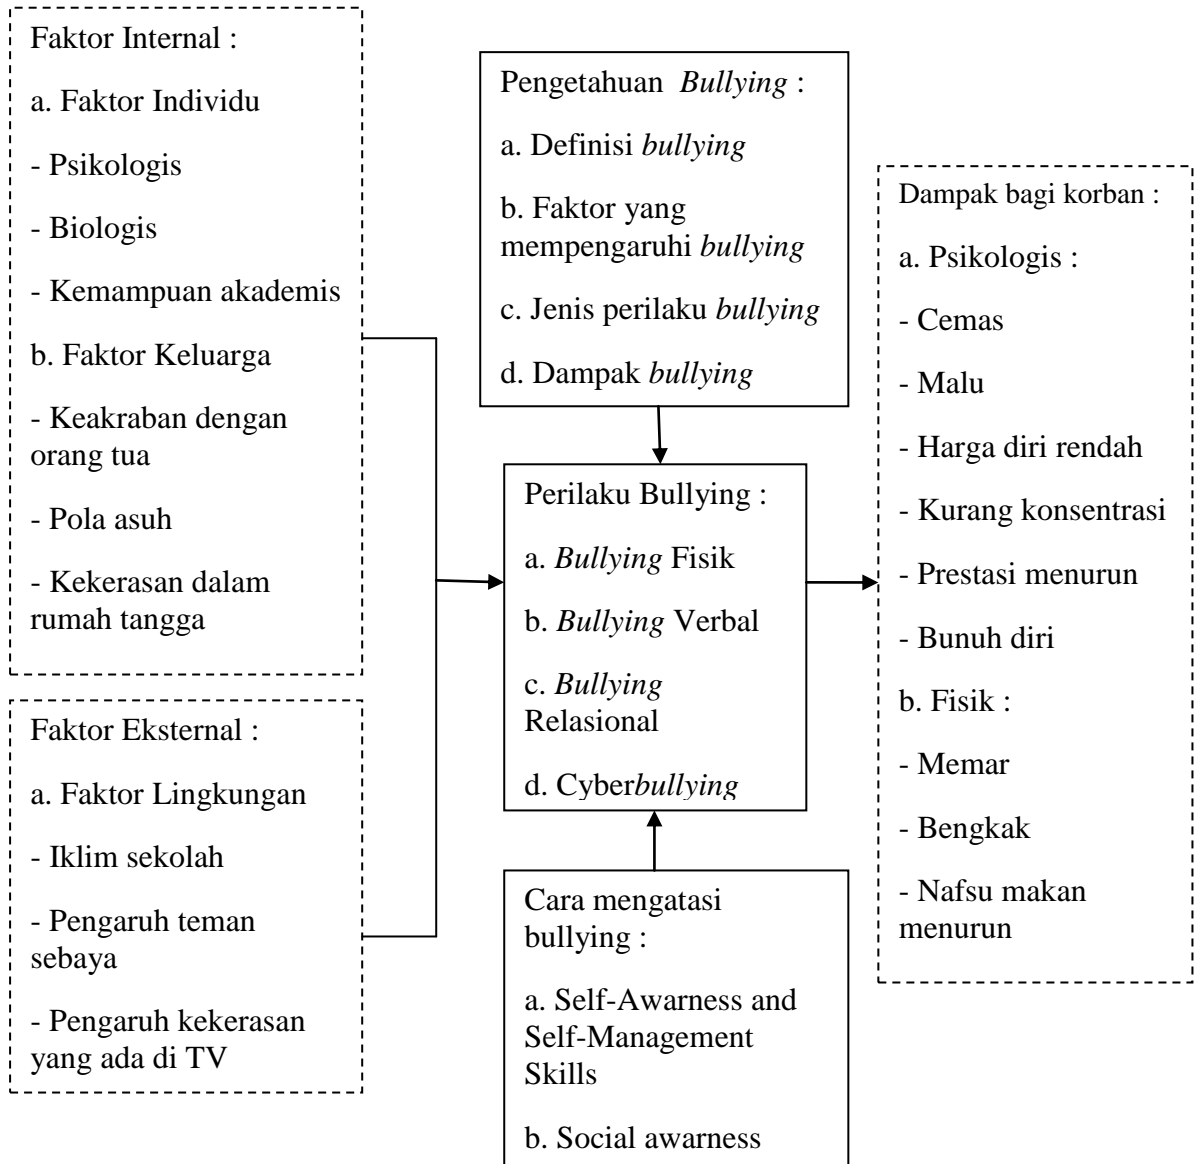 Faktor Internal :
a. Faktor Individu
- Psikologis
- Biologis
- Kemampuan akademis
b. Faktor Keluarga
- Keakraban dengan
orang tua
- Pola asuh
- Kekerasan dalam
rumah tangga
Faktor Eksternal :
a. Faktor Lingkungan
- Iklim sekolah
- Pengaruh teman
sebaya
- Pengaruh kekerasan
yang ada di TV
Pengetahuan Bullying :
a. Definisi bullying
b. Faktor yang
mempengaruhi bullying
c. Jenis perilaku bullying
d. Dampak bullying
Perilaku Bullying :
a. Bullying Fisik
b. Bullying Verbal
c. Bullying
Relasional
d. Cyberbullying
Cara mengatasi
bullying :
a. Self-Awarness and
Self-Management
Skills
b. Social awarness
Dampak bagi korban :
a. Psikologis :
- Cemas
- Malu
- Harga diri rendah
- Kurang konsentrasi
- Prestasi menurun
- Bunuh diri
b. Fisik :
- Memar
- Bengkak
- Nafsu makan
menurun